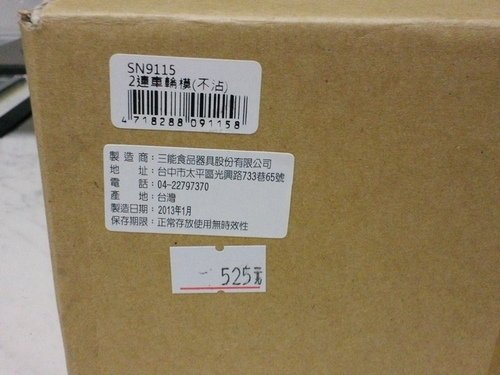 SN9115
2連車輪模(不沾)
4 718288 091158
製造商:三能食品器具股份有限公司
地址:台中市太平區光興路733巷65號
電話:04-22797370
產地:台灣
製造日期:2013年1月
保存期限:正常存放使用無時效性
525元